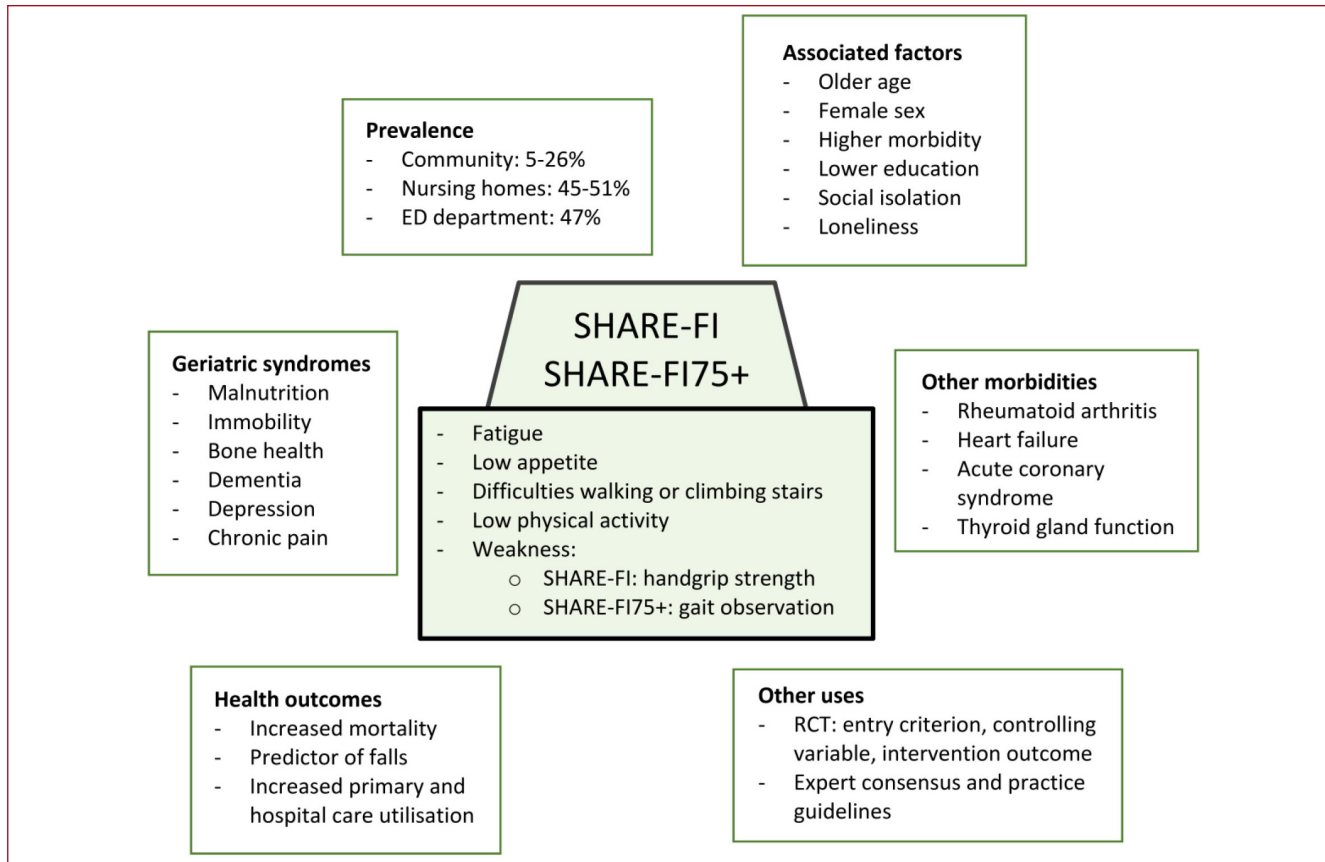 Associated factors
- Older age
- Female sex
- Higher morbidity
- Lower education
- Social isolation
- Loneliness
Prevalence
- Community: 5-26%
- Nursing homes: 45-51%
- ED department: 47%
SHARE-FI
SHARE-FI75+
- Fatigue
- Low appetite
- Difficulties walking or climbing stairs
- Low physical activity
- Weakness:
o SHARE-FI: handgrip strength
o SHARE-FI75+: gait observation
Geriatric syndromes
- Malnutrition
- Immobility
- Bone health
- Dementia
- Depression
- Chronic pain
Other morbidities
- Rheumatoid arthritis
- Heart failure
- Acute coronary
syndrome
- Thyroid gland function
Health outcomes
- Increased mortality
- Predictor of falls
- Increased primary and
hospital care utilisation
Other uses
- RCT: entry criterion, controlling
variable, intervention outcome
- Expert consensus and practice
guidelines